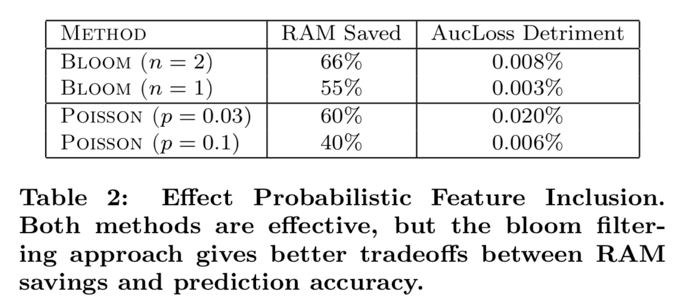 METHOD RAM Saved AucLoss Detriment
BLOOM (n = 2) 66% 0.008%
BLOOM (n = 1) 55% 0.003%
POISSON (p = 0.03) 60% 0.020%
POISSON (p = 0.1) 40% 0.006%
Table 2: Effect Probabilistic Feature Inclusion.
Both methods are effective, but the bloom filter-
ing approach gives better tradeoffs between RAM
savings and prediction accuracy.